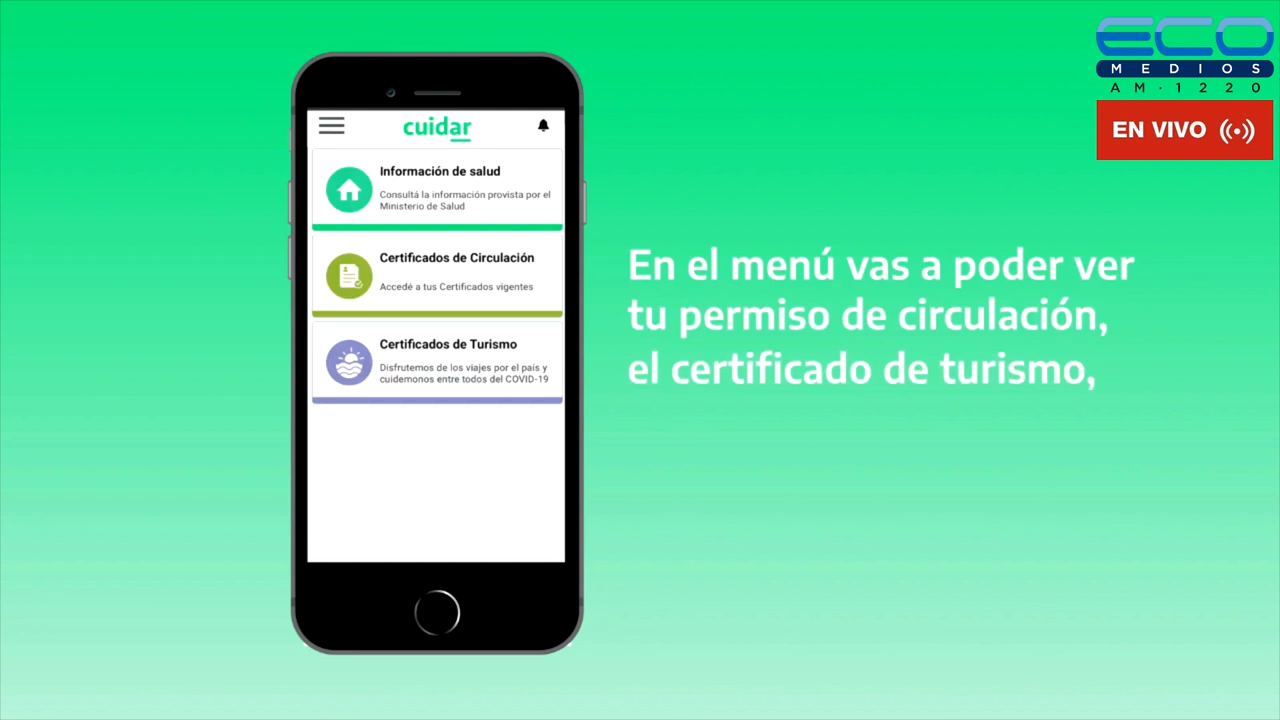 ECO
MEDIOS
AM·1220
EN VIVO
cuidar
Información de salud
Consultá la información provista por el
Ministerio de Salud
Certificados de Circulación
Accedé a tus Certificados vigentes
Certificados de Turismo
Disfrutemos de los viajes por el país y
cuidemonos entre todos del COVID-19
En el menú vas a poder ver
tu permiso de circulación,
el certificado de turismo,